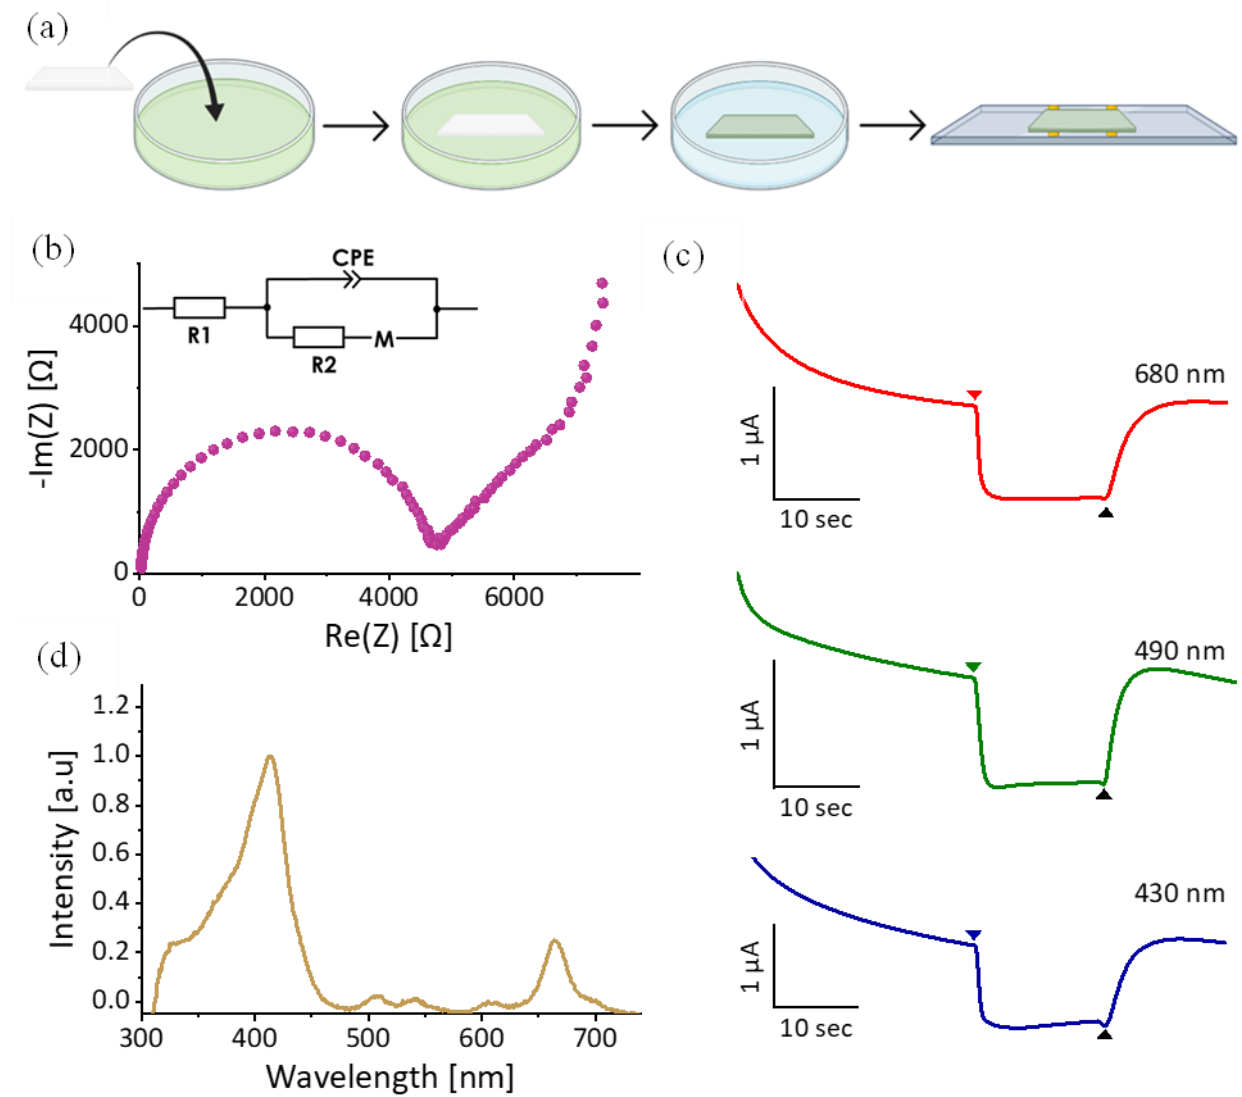 (a)
(b)
CPE
R1
R2
M
4000
2000
0
-Im(Z) [Ω]
0 2000 4000 6000
Re(Z) [Ω]
(c)
680 nm
1 µA
10 sec
490 nm
1 µA
10 sec
430 nm
1 µA
10 sec
(d)
1.2
1.0
0.8
0.6
0.4
0.2
0.0
Intensity [a.u]
300 400 500 600 700
Wavelength [nm]